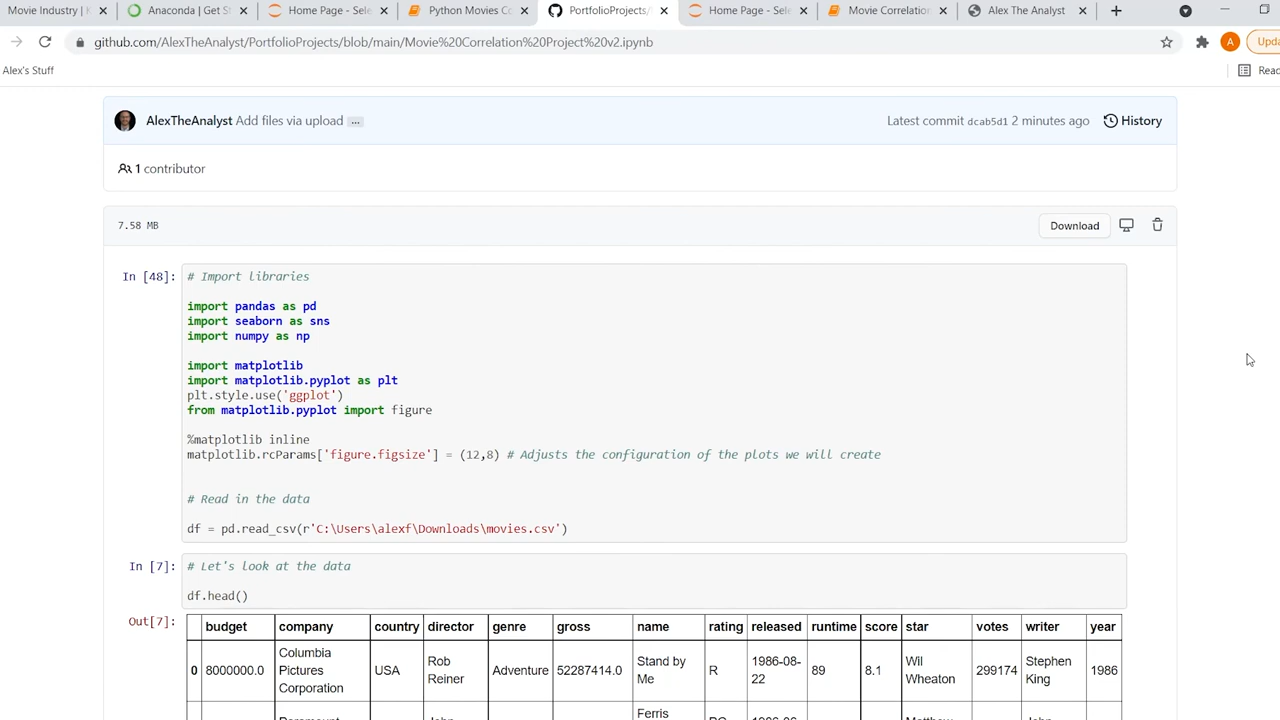 Movie Industry | K
Anaconda | Get S
Home Page - Sele
Python Movies Co
PortfolioProjects/
Home Page - Selec
Movie Correlation
Alex The Analyst
github.com/AlexTheAnalyst/PortfolioProjects/blob/main/Movie%20Correlation%20Project%20v2.ipynb
A
Upda
Alex's Stuff
Read
AlexTheAnalyst Add files via upload ...
Latest commit dcab5d1 2 minutes ago History
1 contributor
7.58 MB
Download
In [48]:
# Import libraries
import pandas as pd
import seaborn as sns
import numpy as np
import matplotlib
import matplotlib.pyplot as plt
plt.style.use('ggplot')
from matplotlib.pyplot import figure
%matplotlib inline
matplotlib.rcParams['figure.figsize'] = (12,8) # Adjusts the configuration of the plots we will create
# Read in the data
df = pd.read_csv(r'C:\Users\alexf\Downloads\movies.csv')
In [7]:
# Let's look at the data
df.head()
Out[7]:
budget company country director genre gross name rating released runtime score star votes writer year
0 8000000.0 Columbia Pictures Corporation USA Rob Reiner Adventure 52287414.0 Stand by Me R 1986-08-22 89 8.1 Wil Wheaton 299174 Stephen King 1986
Ferris